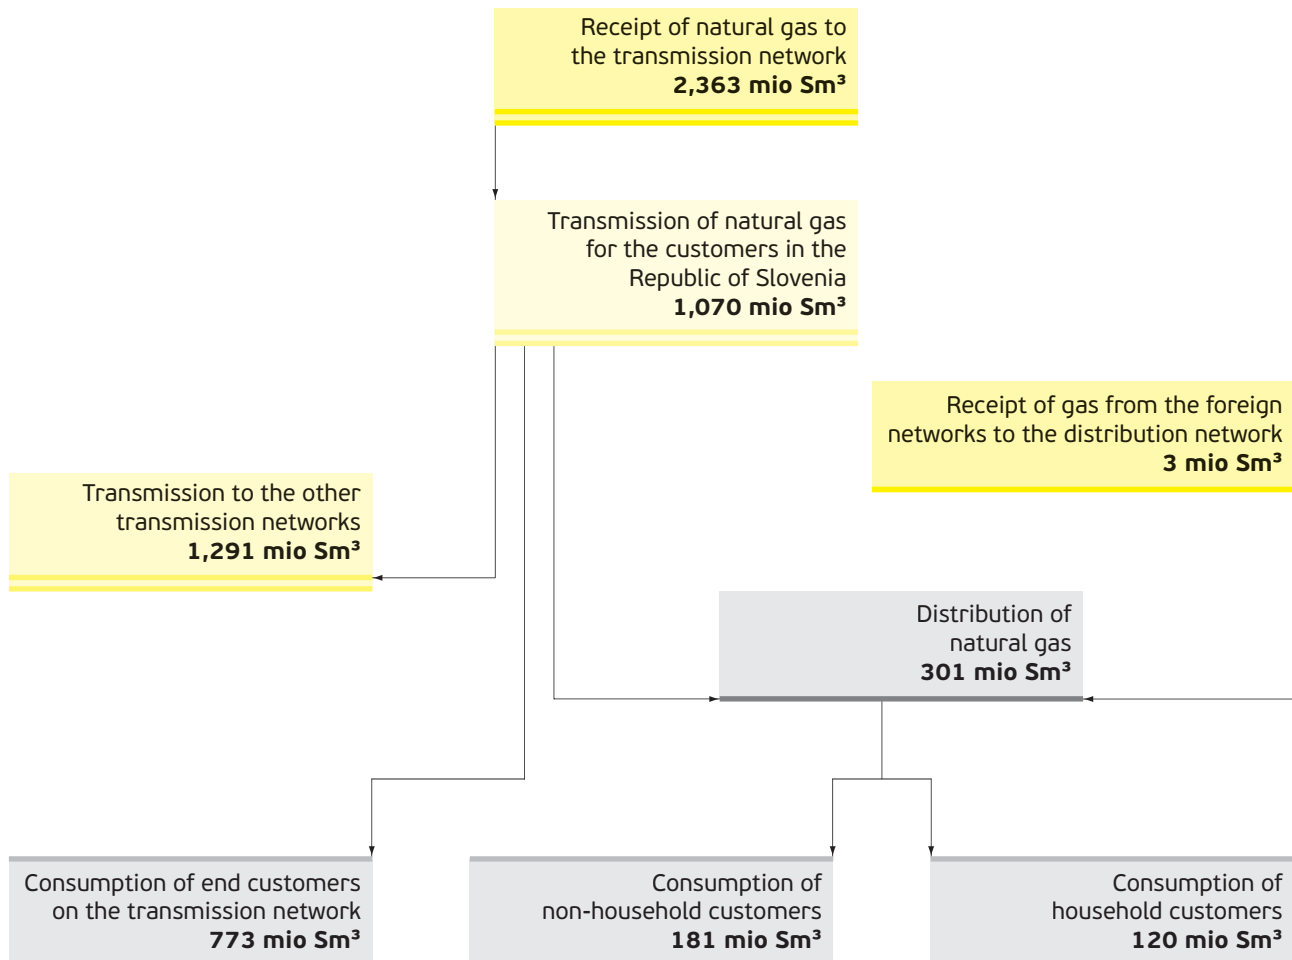 Receipt of natural gas to
the transmission network
2,363 mio Sm³
Transmission of natural gas
for the customers in the
Republic of Slovenia
1,070 mio Sm³
Receipt of gas from the foreign
networks to the distribution network
3 mio Sm³
Transmission to the other
transmission networks
1,291 mio Sm³
Distribution of
natural gas
301 mio Sm³
Consumption of end customers
on the transmission network
773 mio Sm³
Consumption of
non-household customers
181 mio Sm³
Consumption of
household customers
120 mio Sm³